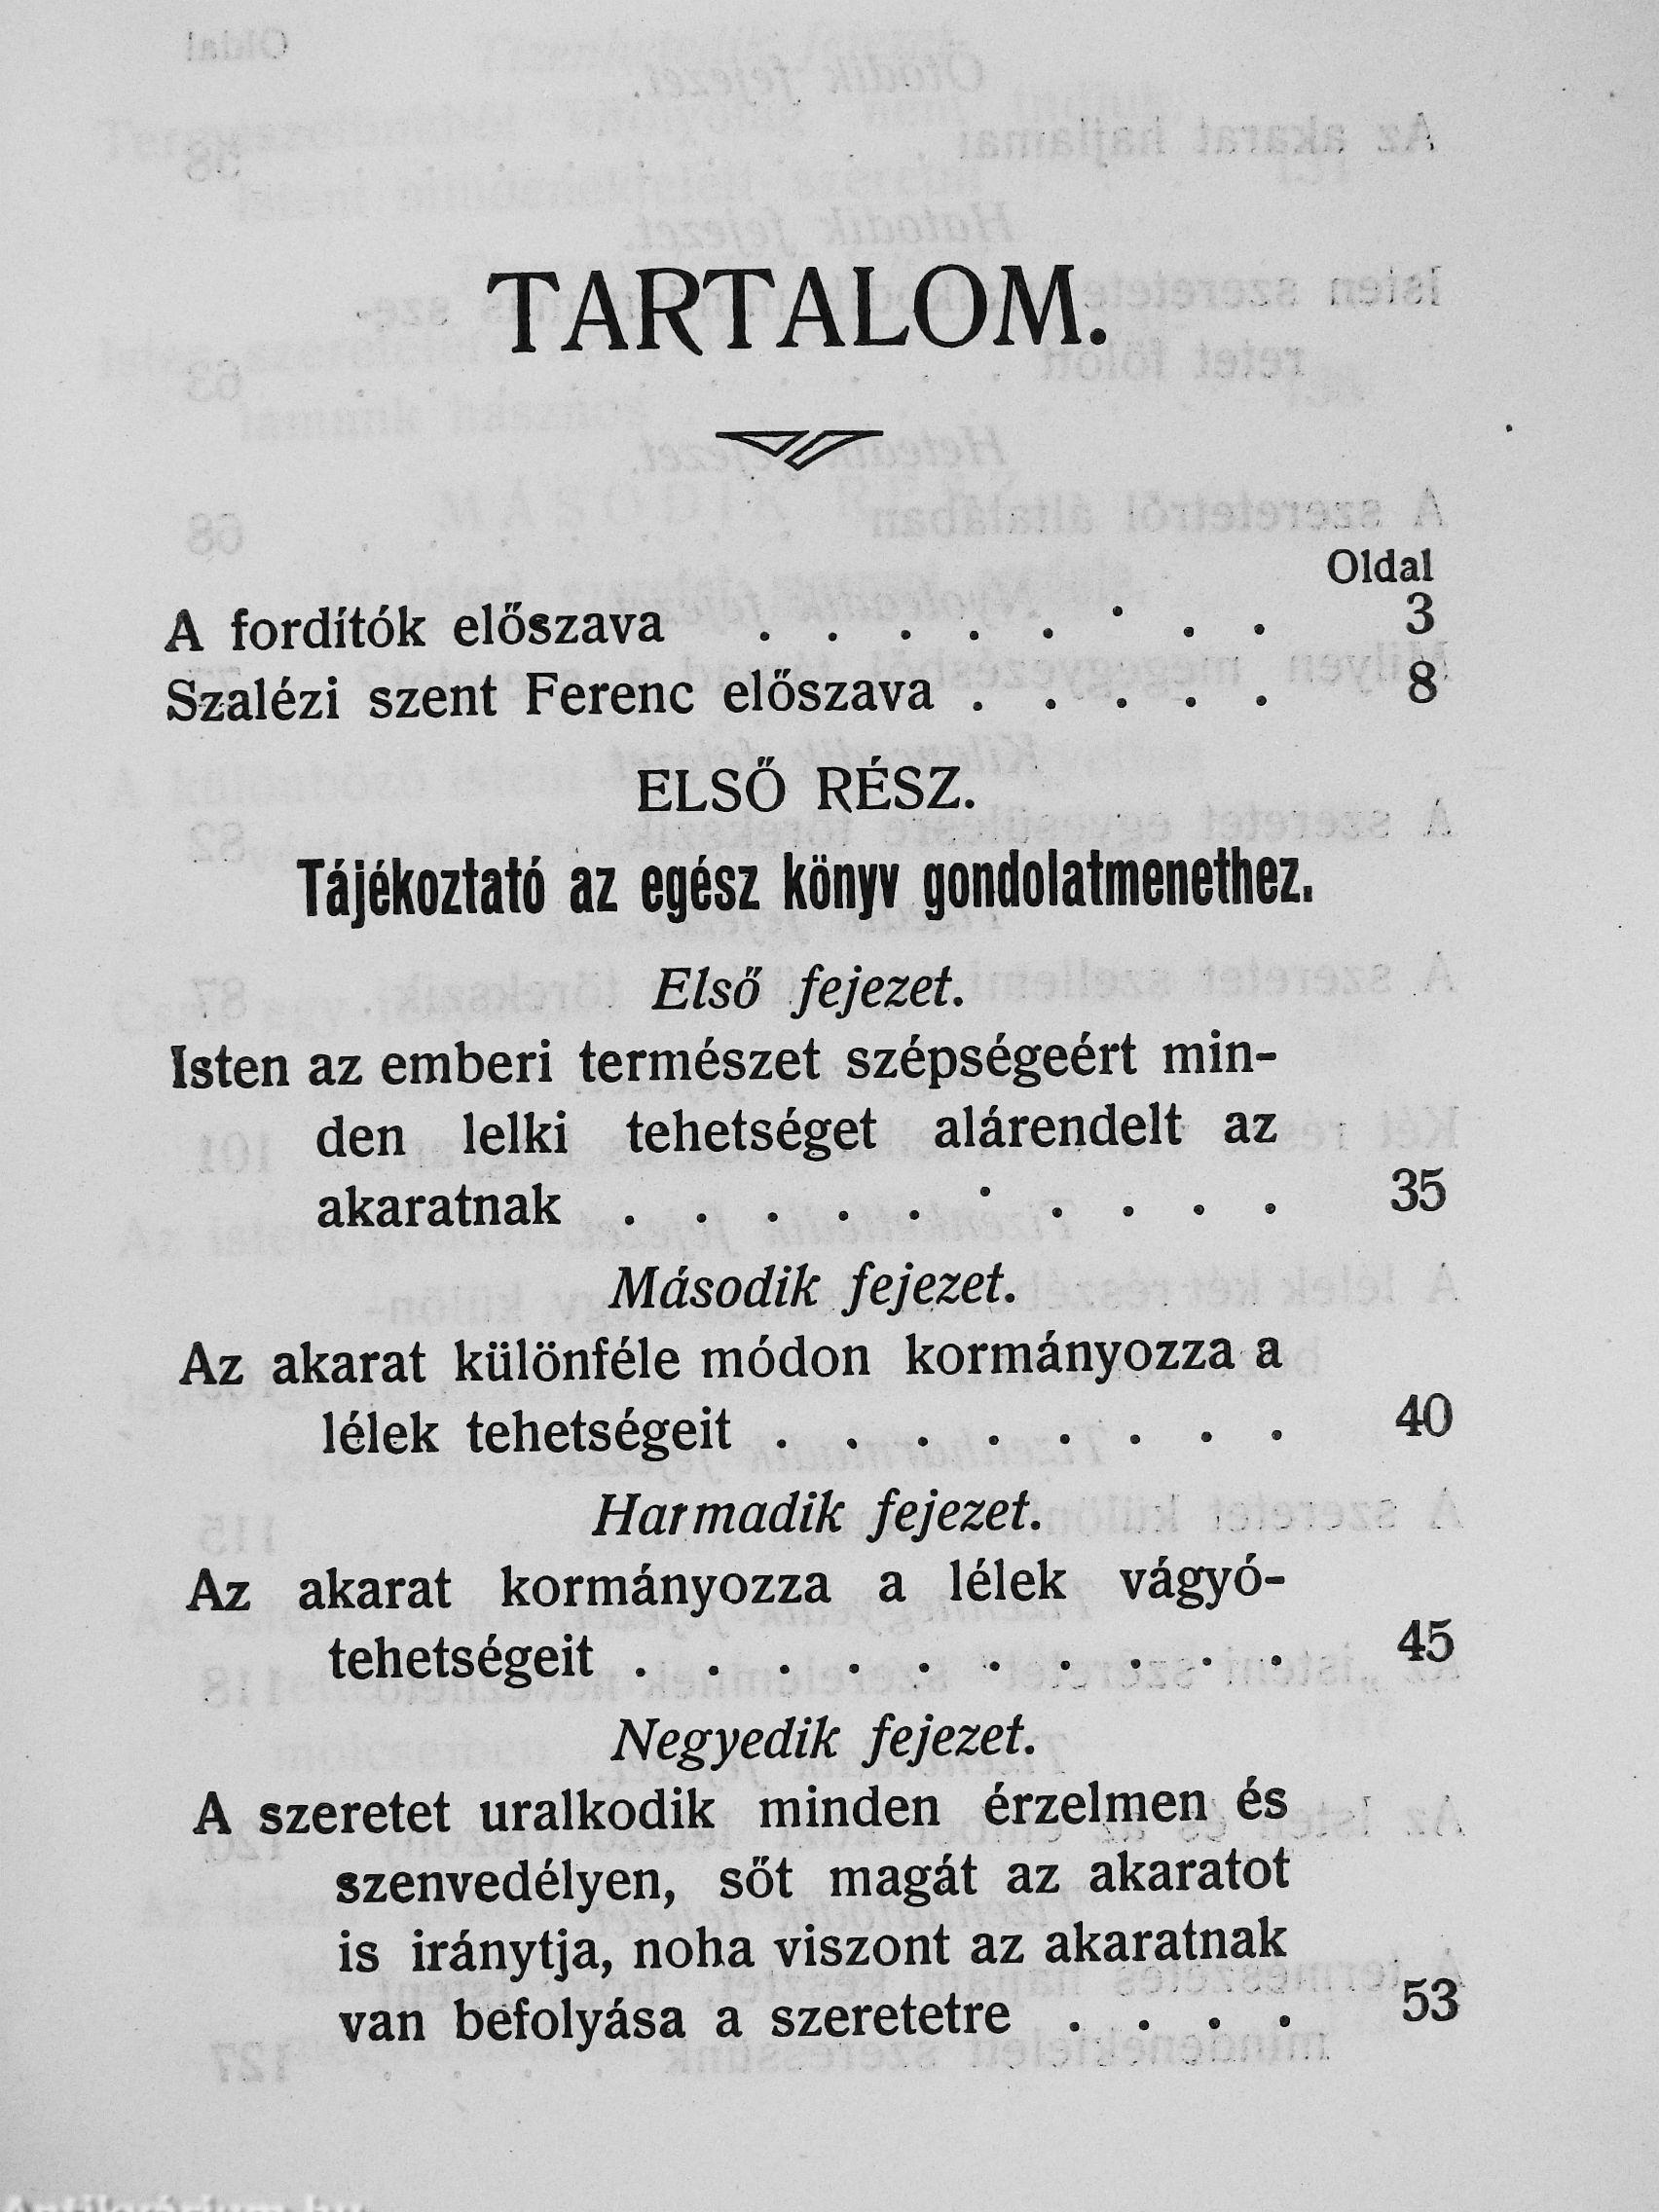 TARTALOM.
Oldal
A fordítók előszava . . . . . . . . 3
Szalézi szent Ferenc előszava . . . . . 8
ELSŐ RÉSZ.
Tájékoztató az egész könyv gondolatmenethez.
Első fejezet.
Isten az emberi természet szépségeért min-
den lelki tehetséget alárendelt az
akaratnak . . . . . . . . . . 35
Második fejezet.
Az akarat különféle módon kormányozza a
lélek tehetségeit . . . . . . . . 40
Harmadik fejezet.
Az akarat kormányozza a lélek vágyó-
tehetségeit . . . . . . . . . . 45
Negyedik fejezet.
A szeretet uralkodik minden érzelmen és
szenvedélyen, sőt magát az akaratot
is iránytja, noha viszont az akaratnak
van befolyása a szeretetre . . . . 53